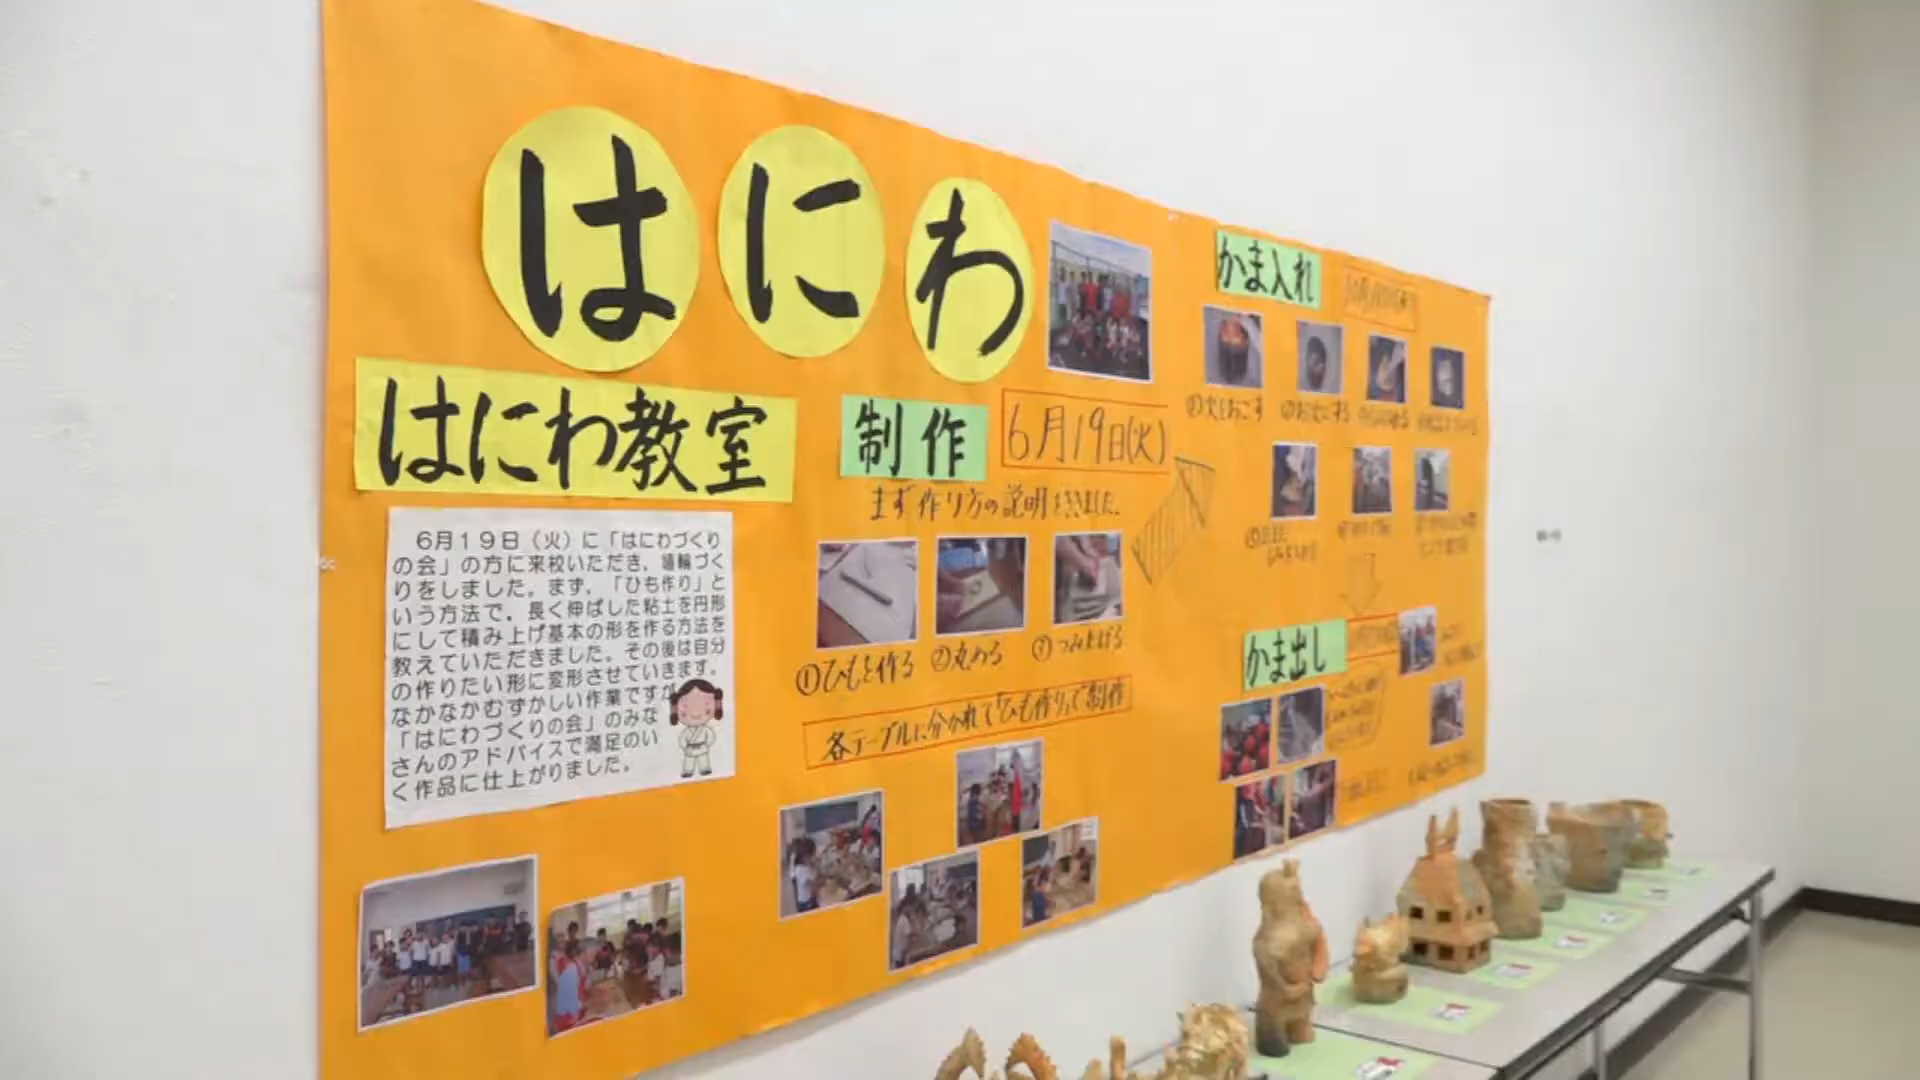 はにわ
はにわ教室
6月19日（火）に「はにわづくり
の会」の方に来校いただき，埴輪づく
りをしました。まず，「ひも作り」と
いう方法で，長く伸ばした粘土を円形
にして積み上げ基本の形を作る方法を
教えていただきました。その後は自分
の作りたい形に変形させていきます。
なかなかむずかしい作業ですが
「はにわづくりの会」のみな
さんのアドバイスで満足のい
く作品に仕上がりました。
制作
6月19日(火)
まず作り方の説明をききました。
①ひもを作る
②丸める
③つみ上げる
各テーブルに分かれて「ひも作り」で制作
かま入れ
①火をおこす
かま出し